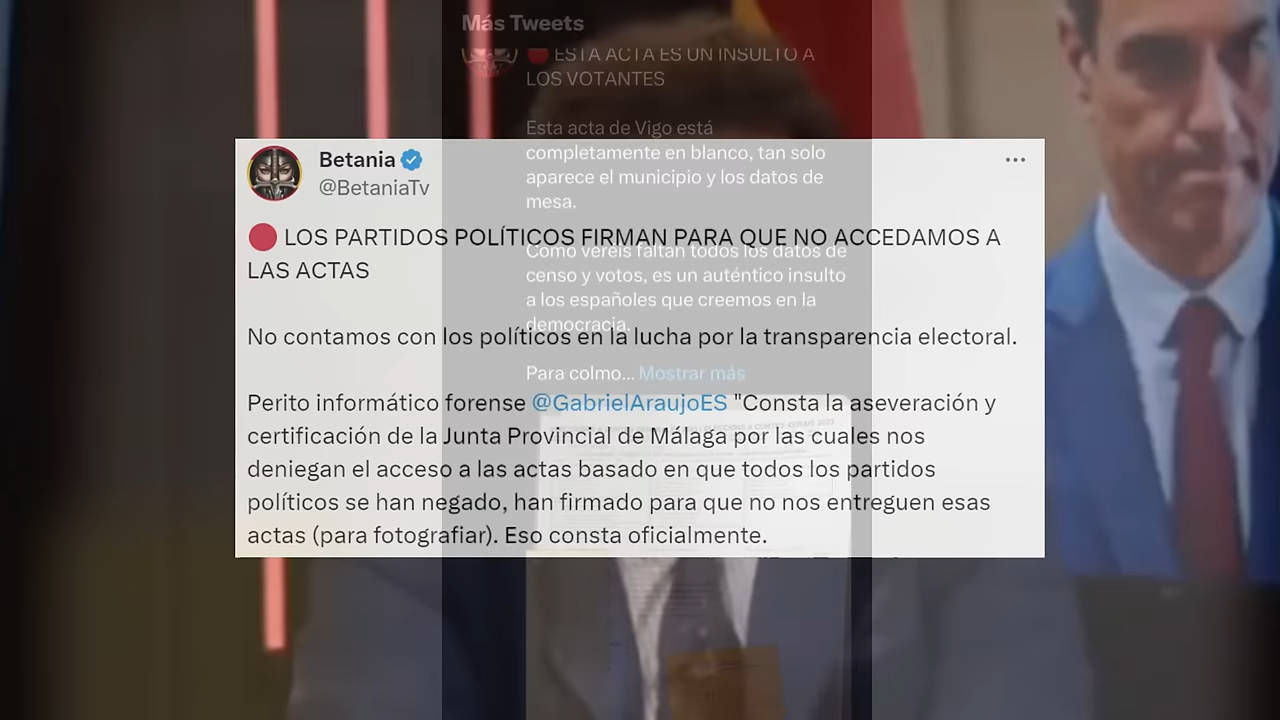 Más Tweets
ESTA ACTA ES UN INSULTO A
LOS VOTANTES
Esta acta de Vigo está
completamente en blanco, tan solo
aparece el municipio y los datos de
mesa.
Como veréis faltan todos los datos de
censo y votos, es un auténtico insulto
a los españoles que creemos en la
democracia.
Para colmo... Mostrar más
Betania
@BetaniaTv
LOS PARTIDOS POLÍTICOS FIRMAN PARA QUE NO ACCEDAMOS A
LAS ACTAS
No contamos con los políticos en la lucha por la transparencia electoral.
Perito informático forense @GabrielAraujoES "Consta la aseveración y
certificación de la Junta Provincial de Málaga por las cuales nos
deniegan el acceso a las actas basado en que todos los partidos
políticos se han negado, han firmado para que no nos entreguen esas
actas (para fotografiar). Eso consta oficialmente.